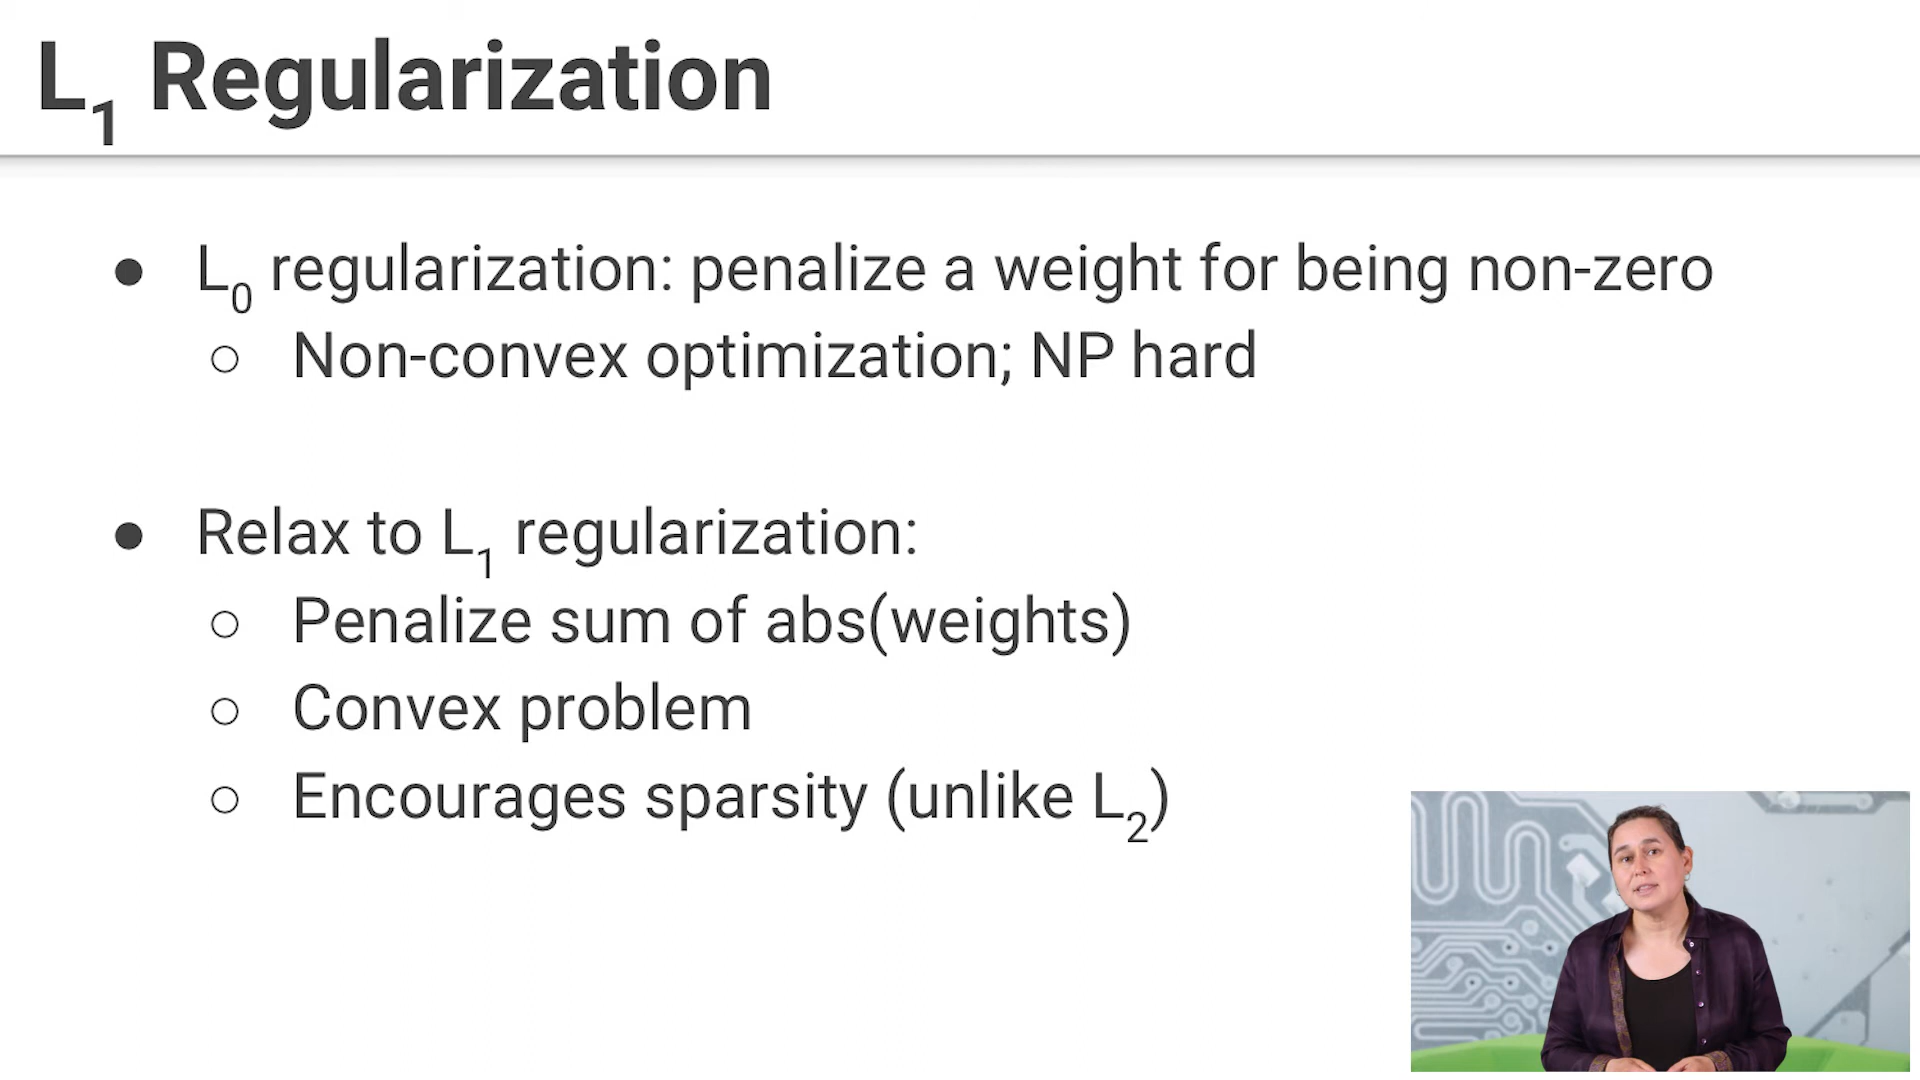 L₁ Regularization
● L₀ regularization: penalize a weight for being non-zero
○ Non-convex optimization; NP hard
● Relax to L₁ regularization:
○ Penalize sum of abs(weights)
○ Convex problem
○ Encourages sparsity (unlike L₂)